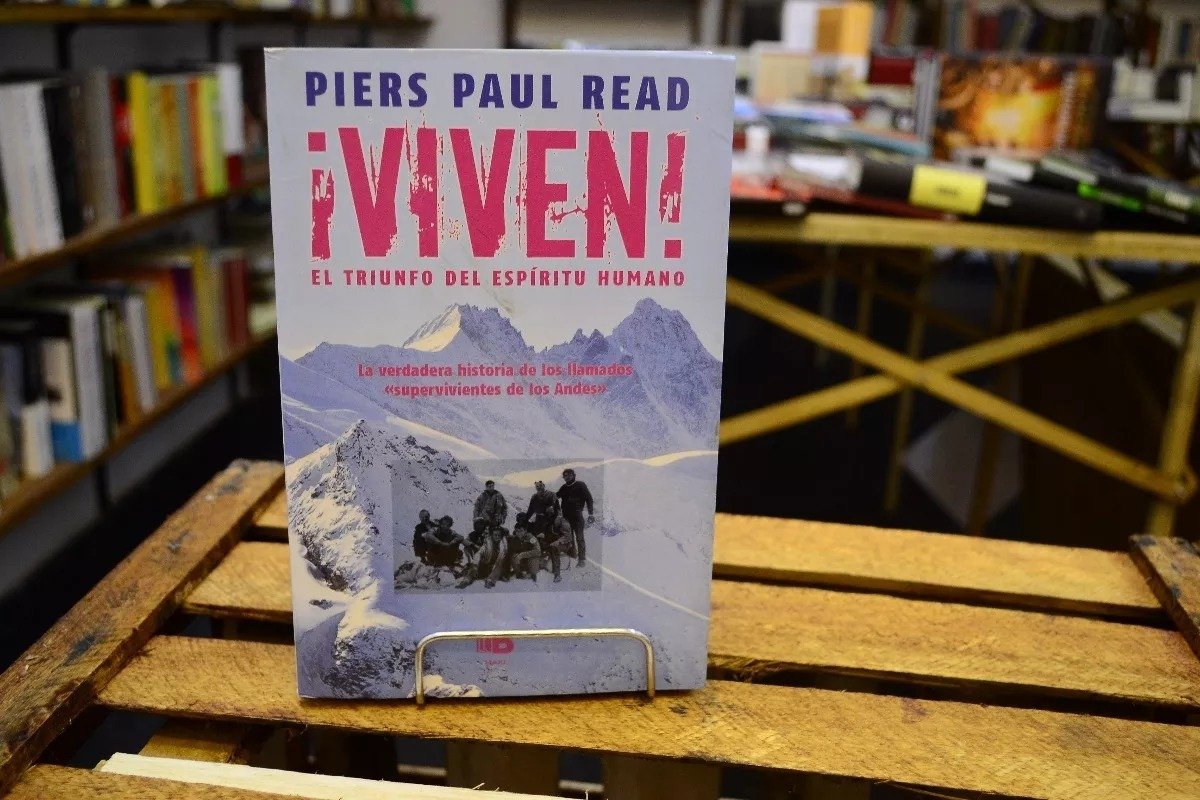 PIERS PAUL READ
¡VIVEN!
EL TRIUNFO DEL ESPÍRITU HUMANO
La verdadera historia de los llamados
«supervivientes de los Andes»